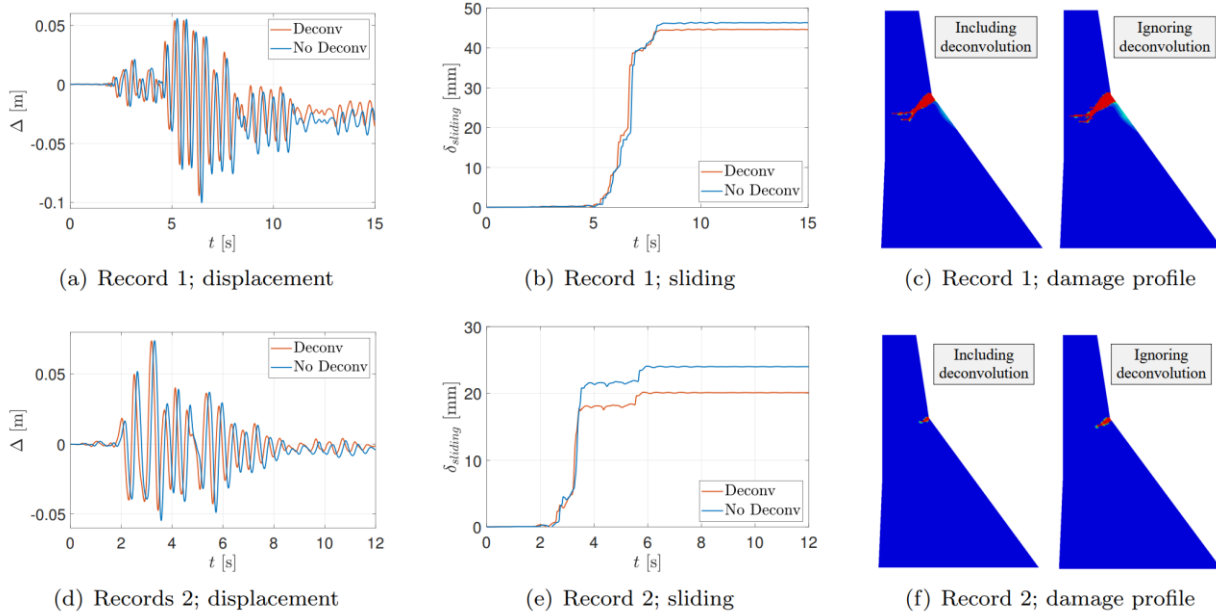 Deconv
No Deconv
0.05
0
-0.05
-0.1
Δ [m]
0 5 10 15
t [s]
(a) Record 1; displacement
50
40
30
20
10
0
δsliding [mm]
Deconv
No Deconv
0 5 10 15
t [s]
(b) Record 1; sliding
Including
deconvolution
Ignoring
deconvolution
(c) Record 1; damage profile
Deconv
No Deconv
0.05
0
-0.05
Δ [m]
0 2 4 6 8 10 12
t [s]
(d) Records 2; displacement
30
20
10
0
δsliding [mm]
Deconv
No Deconv
0 2 4 6 8 10 12
t [s]
(e) Record 2; sliding
Including
deconvolution
Ignoring
deconvolution
(f) Record 2; damage profile